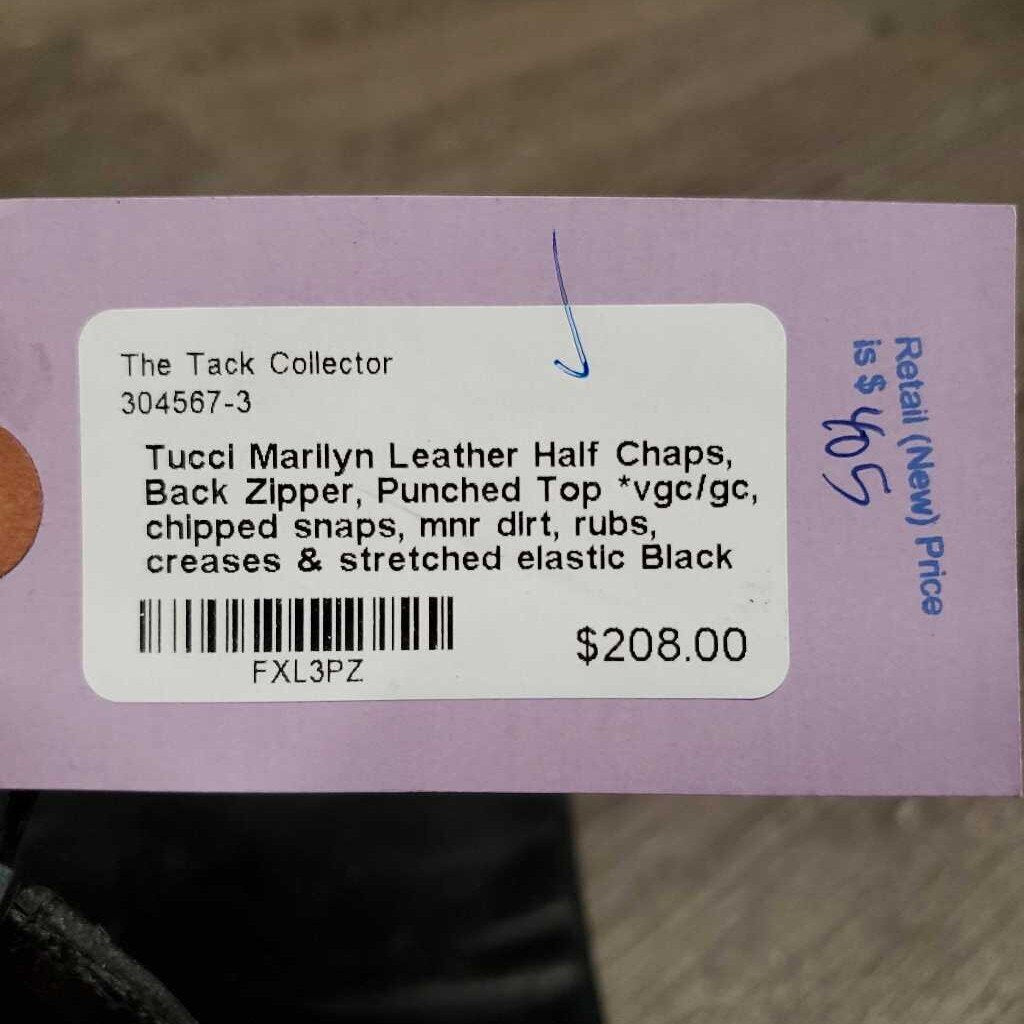 The Tack Collector
304567-3
Tucci Marilyn Leather Half Chaps,
Back Zipper, Punched Top *vgc/gc,
chipped snaps, mnr dirt, rubs,
creases & stretched elastic Black
FXL3PZ
$208.00
Retail (New) Price
is $ 405